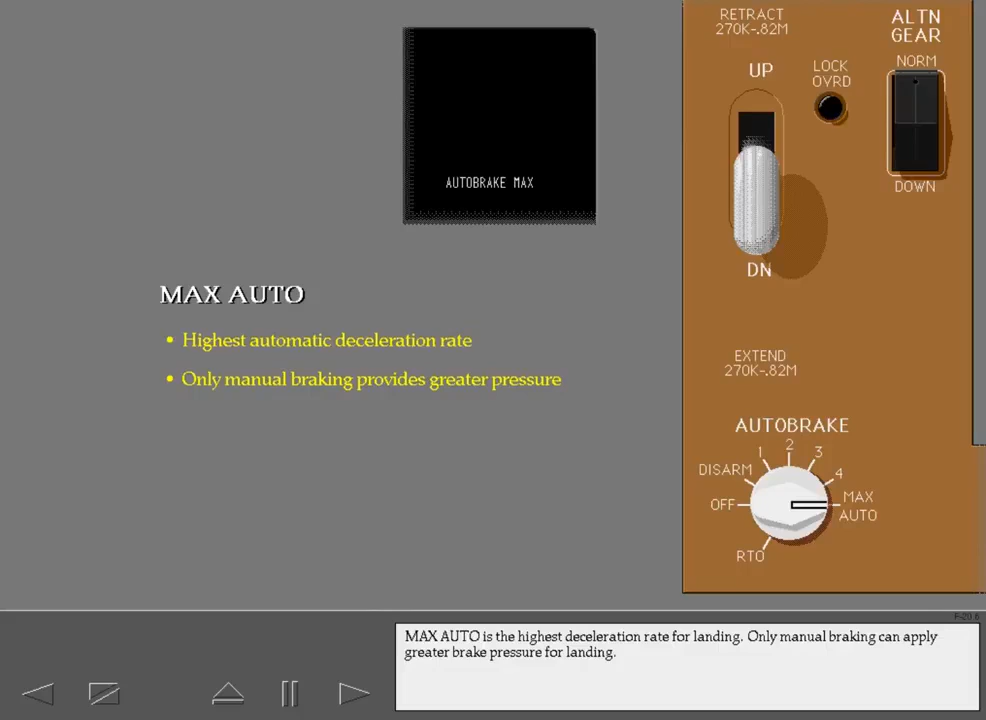 RETRACT
270K-.82M
ALTN
GEAR
NORM
UP
LOCK
OVRD
DOWN
DN
AUTOBRAKE MAX
MAX AUTO
• Highest automatic deceleration rate
• Only manual braking provides greater pressure
EXTEND
270K-.82M
AUTOBRAKE
DISARM
1
2
3
4
OFF
MAX
AUTO
RTO
F-20.6
MAX AUTO is the highest deceleration rate for landing. Only manual braking can apply
greater brake pressure for landing.